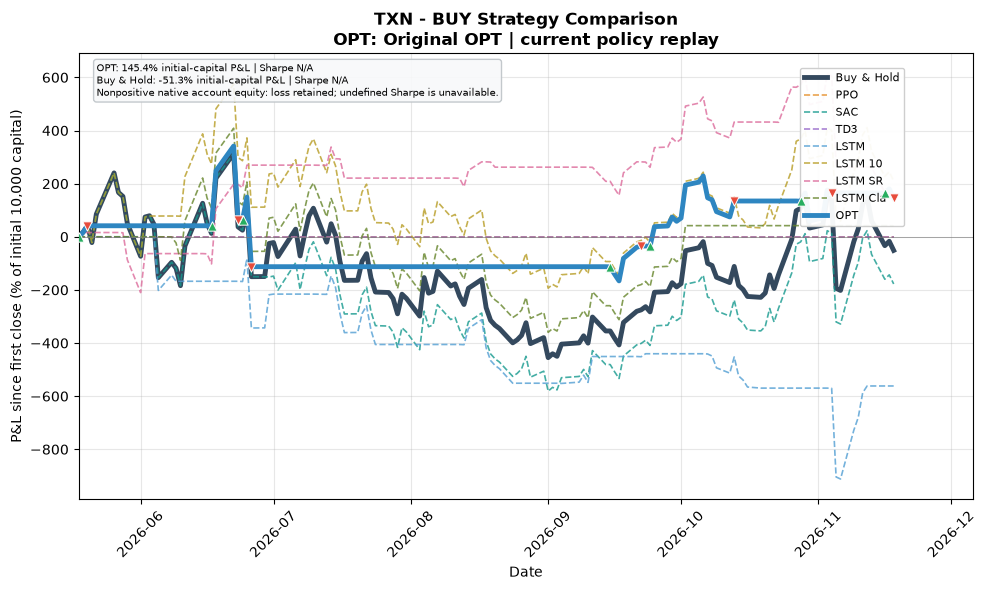 TXN - BUY Strategy Comparison
OPT: Original OPT | current policy replay
OPT: 145.4% initial-capital P&L | Sharpe N/A
Buy & Hold: -51.3% initial-capital P&L | Sharpe N/A
Nonpositive native account equity: loss retained; undefined Sharpe is unavailable.
Buy & Hold
PPO
SAC
TD3
LSTM
LSTM 10
LSTM SR
OPT
P&L since first close (% of initial 10,000 capital)
600
400
200
0
−200
−400
−600
−800
2026-06
2026-07
2026-08
2026-09
2026-10
2026-11
2026-12
Date